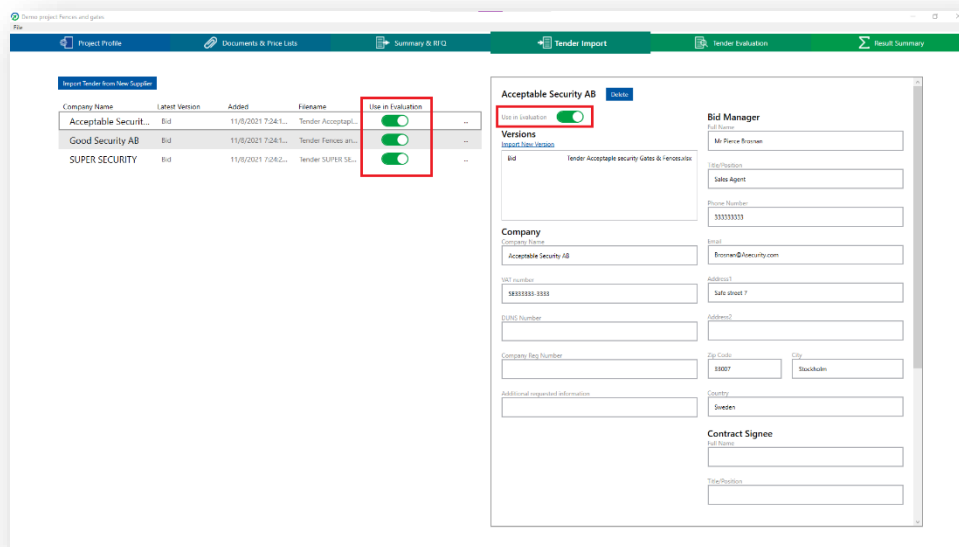 Demo project Fences and gates
File
Project Profile
Documents & Price Lists
Summary & RFQ
Tender Import
Tender Evaluation
Result Summary
Import Tender from New Supplier
Company Name Latest Version Added Filename Use in Evaluation
Acceptable Securit... Bid 11/8/2021 7:24:1... Tender Acceptapl... ...
Good Security AB Bid 11/8/2021 7:24:1... Tender Fences an... ...
SUPER SECURITY Bid 11/8/2021 7:24:2... Tender SUPER SE... ...
Acceptable Security AB Delete
Use in Evaluation
Versions
Import New Version
Bid Tender Acceptaple security Gates & Fences.xlsx
Company
Company Name
Acceptable Security AB
VAT number
SE333333-3333
DUNS Number
Company Reg Number
Additional requested information
Bid Manager
Full Name
Mr Pierce Brosnan
Title/Position
Sales Agent
Phone Number
333333333
Email
Brosnan@Asecurity.com
Address1
Safe street 7
Address2
Zip Code City
33007 Stockholm
Country
Sweden
Contract Signee
Full Name
Title/Position